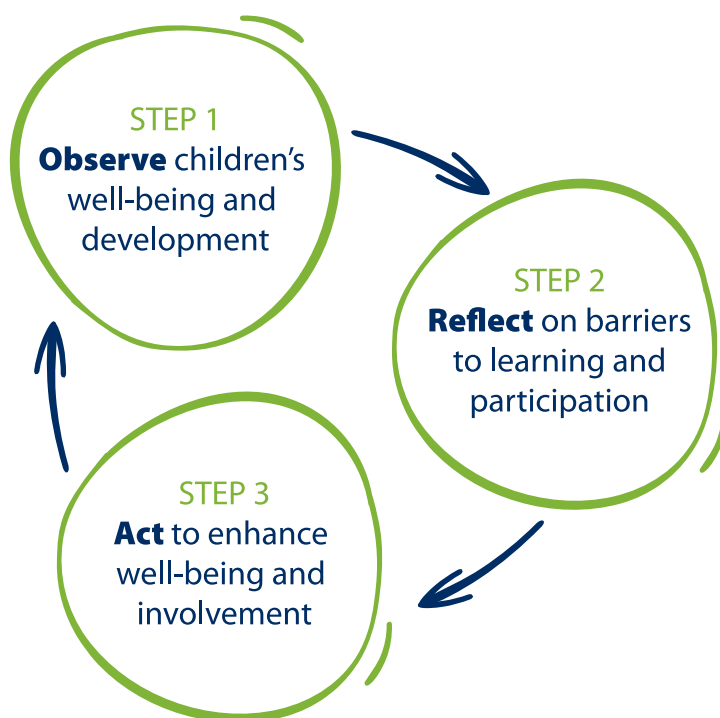 STEP 1
Observe children’s
well-being and
development
STEP 2
Reflect on barriers
to learning and
participation
STEP 3
Act to enhance
well-being and
involvement